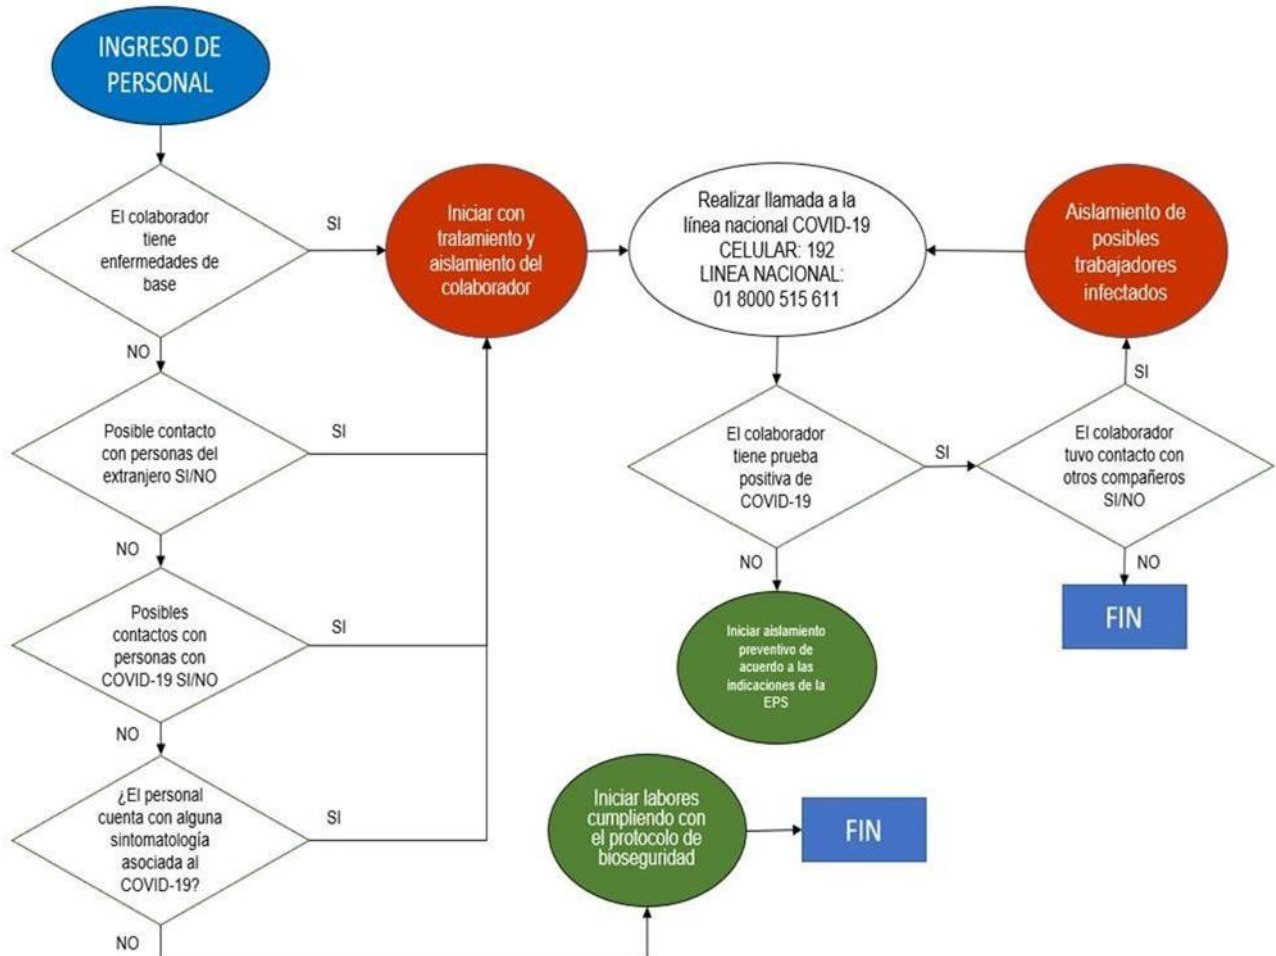 INGRESO DE
PERSONAL
El colaborador
tiene
enfermedades de
base
SI
NO
Iniciar con
tratamiento y
aislamiento del
colaborador
Realizar llamada a la
línea nacional COVID-19
CELULAR: 192
LINEA NACIONAL:
01 8000 515 611
Aislamiento de
posibles
trabajadores
infectados
Posible contacto
con personas del
extranjero SI/NO
SI
NO
El colaborador
tiene prueba
positiva de
COVID-19
SI
NO
El colaborador
tuvo contacto con
otros compañeros
SI/NO
SI
NO
FIN
Iniciar aislamiento
preventivo de
acuerdo a las
indicaciones de la
EPS
Posibles
contactos con
personas con
COVID-19 SI/NO
SI
NO
¿El personal
cuenta con alguna
sintomatología
asociada al
COVID-19?
SI
NO
Iniciar labores
cumpliendo con
el protocolo de
bioseguridad
FIN